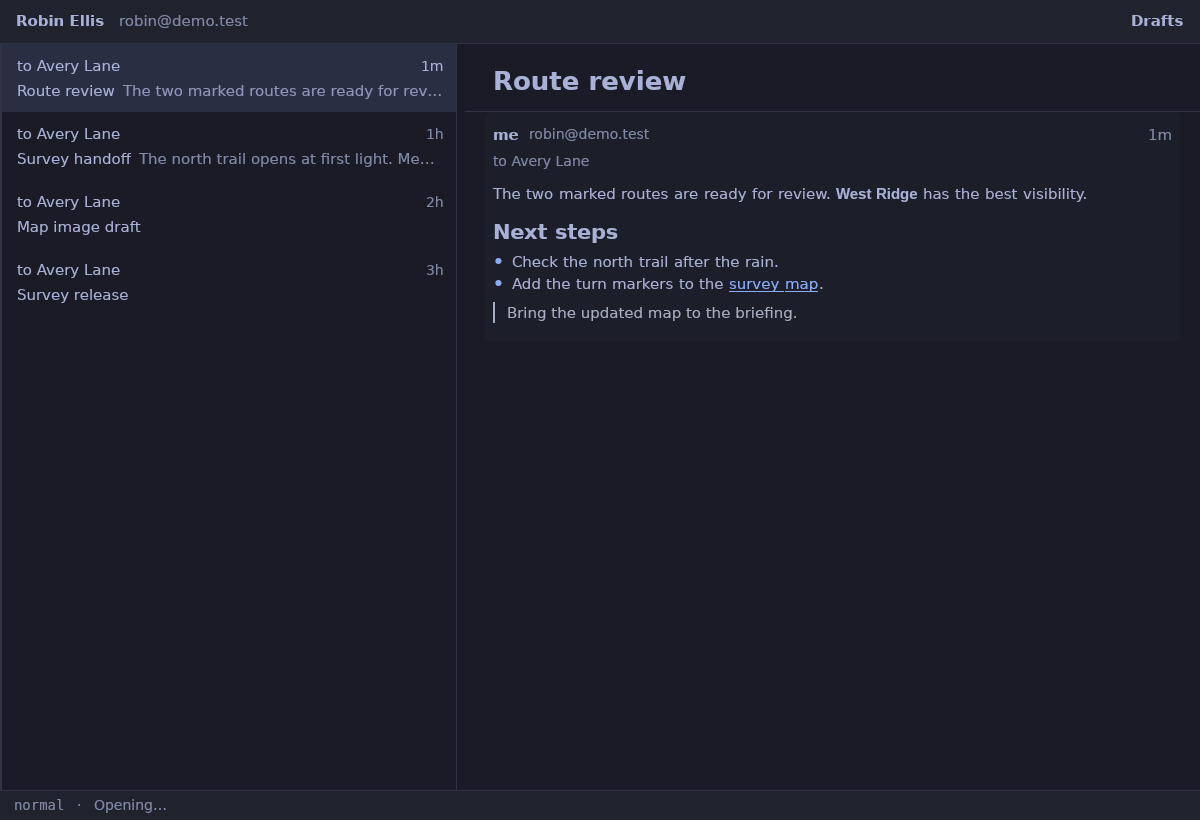 Robin Ellis robin@demo.test Drafts
to Avery Lane 1m
Route review The two marked routes are ready for rev…
to Avery Lane 1h
Survey handoff The north trail opens at first light. Me…
to Avery Lane 2h
Map image draft
to Avery Lane 3h
Survey release
Route review
me robin@demo.test 1m
to Avery Lane
The two marked routes are ready for review. West Ridge has the best visibility.
Next steps
• Check the north trail after the rain.
• Add the turn markers to the survey map.
Bring the updated map to the briefing.
normal · Opening…